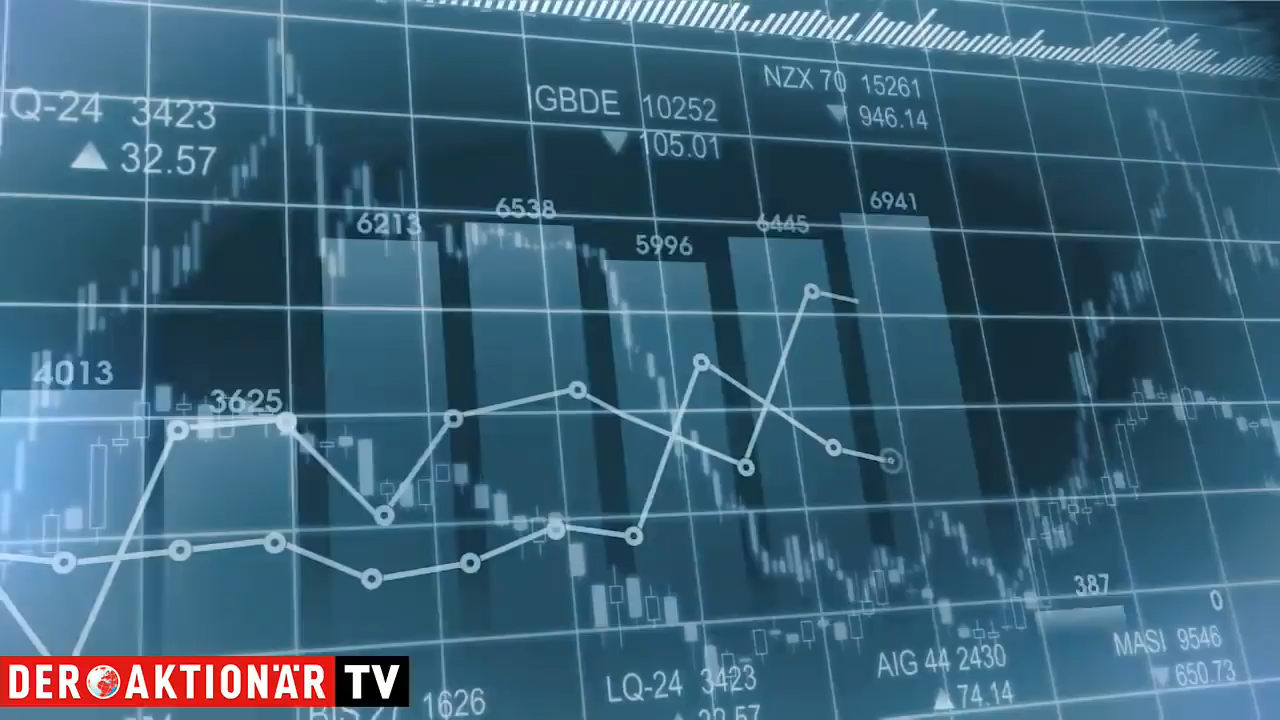 LQ-24 3423
▲ 32.57
IGBDE 10252
▼ 105.01
NZX 70 15261
▼ 946.14
6213
6538
5996
6445
6941
4013
3625
387
0
MASI 9546
▼ 650.73
AIG 44 2430
▲ 74.14
LQ-24 3423
32.57
1626
DER AKTIONÄR TV